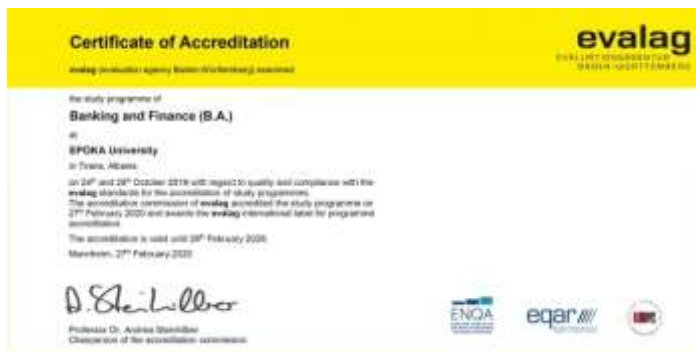 Certificate of Accreditation
evalag
evalag (evaluation agency Baden-Württemberg) examined
EVALUATIONSAGENTUR
BADEN-WÜRTTEMBERG
the study programme of
Banking and Finance (B.A.)
at
EPOKA University
in Tirana, Albania
on 24th and 25th October 2019 with regard to quality and compliance with the
evalag standards for the accreditation of study programmes.
The accreditation commission of evalag accredited the study programme on
27th February 2020 and awards the evalag international label for programme
accreditation.
The accreditation is valid until
Mannheim, 27th February 2020
Professor Dr. Andrea Steinhilber
Chairperson of the accreditation commission
ENQA
eqar